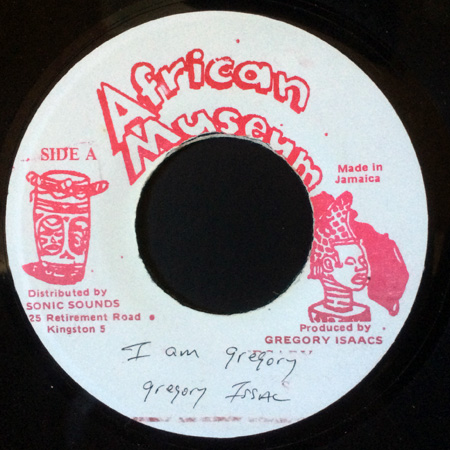 African
Museum
SIDE A
Made in
Jamaica
Distributed by
SONIC SOUNDS
25 Retirement Road
Kingston 5
Produced by
GREGORY ISAACS
I am gregory
gregory Issac